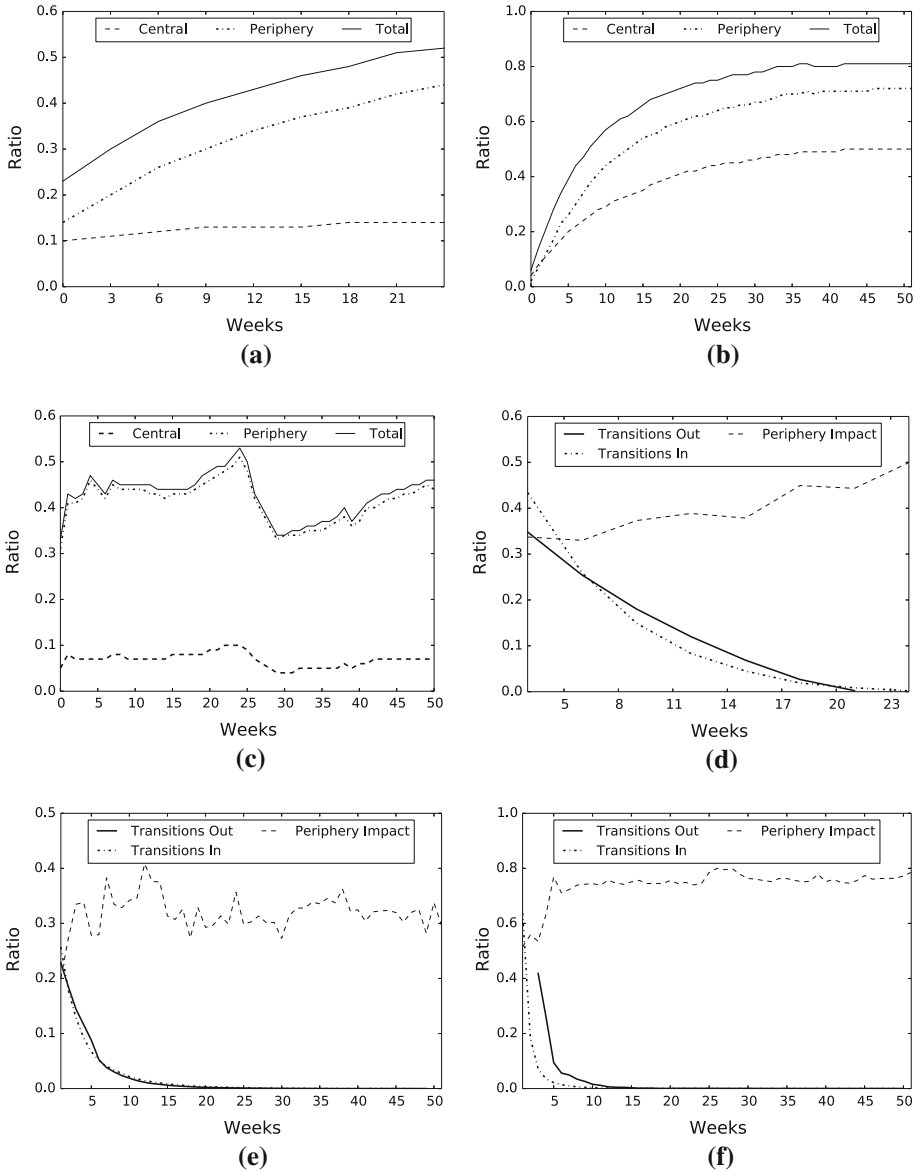 0.6
Central Periphery Total
0.5
0.4
0.3
0.2
0.1
0.0
Ratio
0 3 6 9 12 15 18 21
Weeks
(a)
1.0
Central Periphery Total
0.8
0.6
0.4
0.2
0.0
Ratio
0 5 10 15 20 25 30 35 40 45 50
Weeks
(b)
0.6
Central Periphery Total
0.5
0.4
0.3
0.2
0.1
0.0
Ratio
0 5 10 15 20 25 30 35 40 45 50
Weeks
(c)
0.6
Transitions Out Periphery Impact
Transitions In
0.5
0.4
0.3
0.2
0.1
0.0
Ratio
5 8 11 12 15 17 21 23
Weeks
(d)
0.5
Transitions Out Periphery Impact
Transitions In
0.4
0.3
0.2
0.1
0.0
Ratio
5 10 15 20 25 30 35 40 45 50
Weeks
(e)
1.0
Transitions Out Periphery Impact
Transitions In
0.8
0.6
0.4
0.2
0.0
Ratio
5 10 15 20 25 30 35 40 45 50
Weeks
(f)